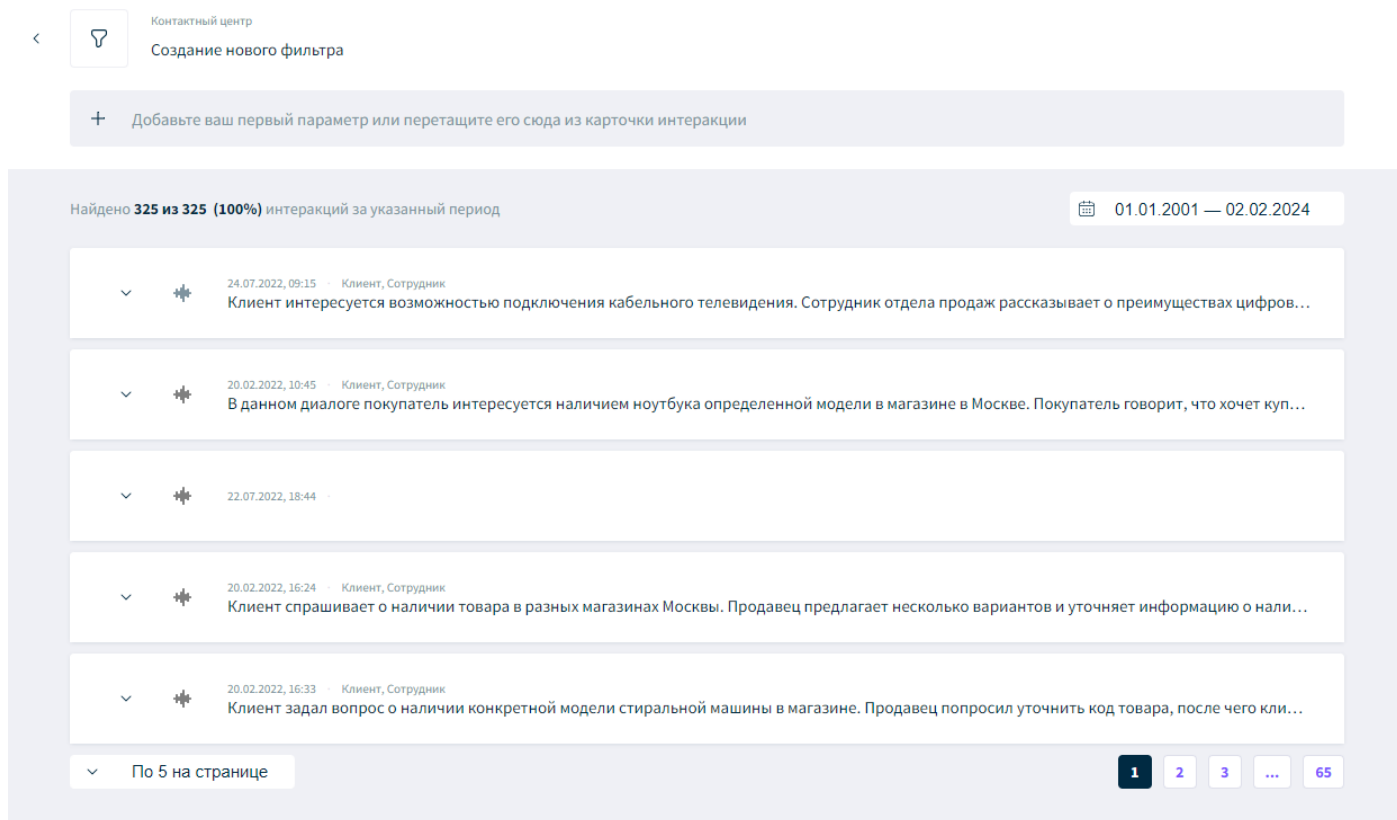 Контактный центр
Создание нового фильтра
Добавьте ваш первый параметр или перетащите его сюда из карточки интеракции
Найдено 325 из 325 (100%) интеракций за указанный период
01.01.2001 — 02.02.2024
24.07.2022, 09:15 · Клиент, Сотрудник
Клиент интересуется возможностью подключения кабельного телевидения. Сотрудник отдела продаж рассказывает о преимуществах цифров...
20.02.2022, 10:45 · Клиент, Сотрудник
В данном диалоге покупатель интересуется наличием ноутбука определенной модели в магазине в Москве. Покупатель говорит, что хочет куп...
22.07.2022, 18:44 ·
20.02.2022, 16:24 · Клиент, Сотрудник
Клиент спрашивает о наличии товара в разных магазинах Москвы. Продавец предлагает несколько вариантов и уточняет информацию о нали...
20.02.2022, 16:33 · Клиент, Сотрудник
Клиент задал вопрос о наличии конкретной модели стиральной машины в магазине. Продавец попросил уточнить код товара, после чего кли...
По 5 на странице
1 2 3 ... 65